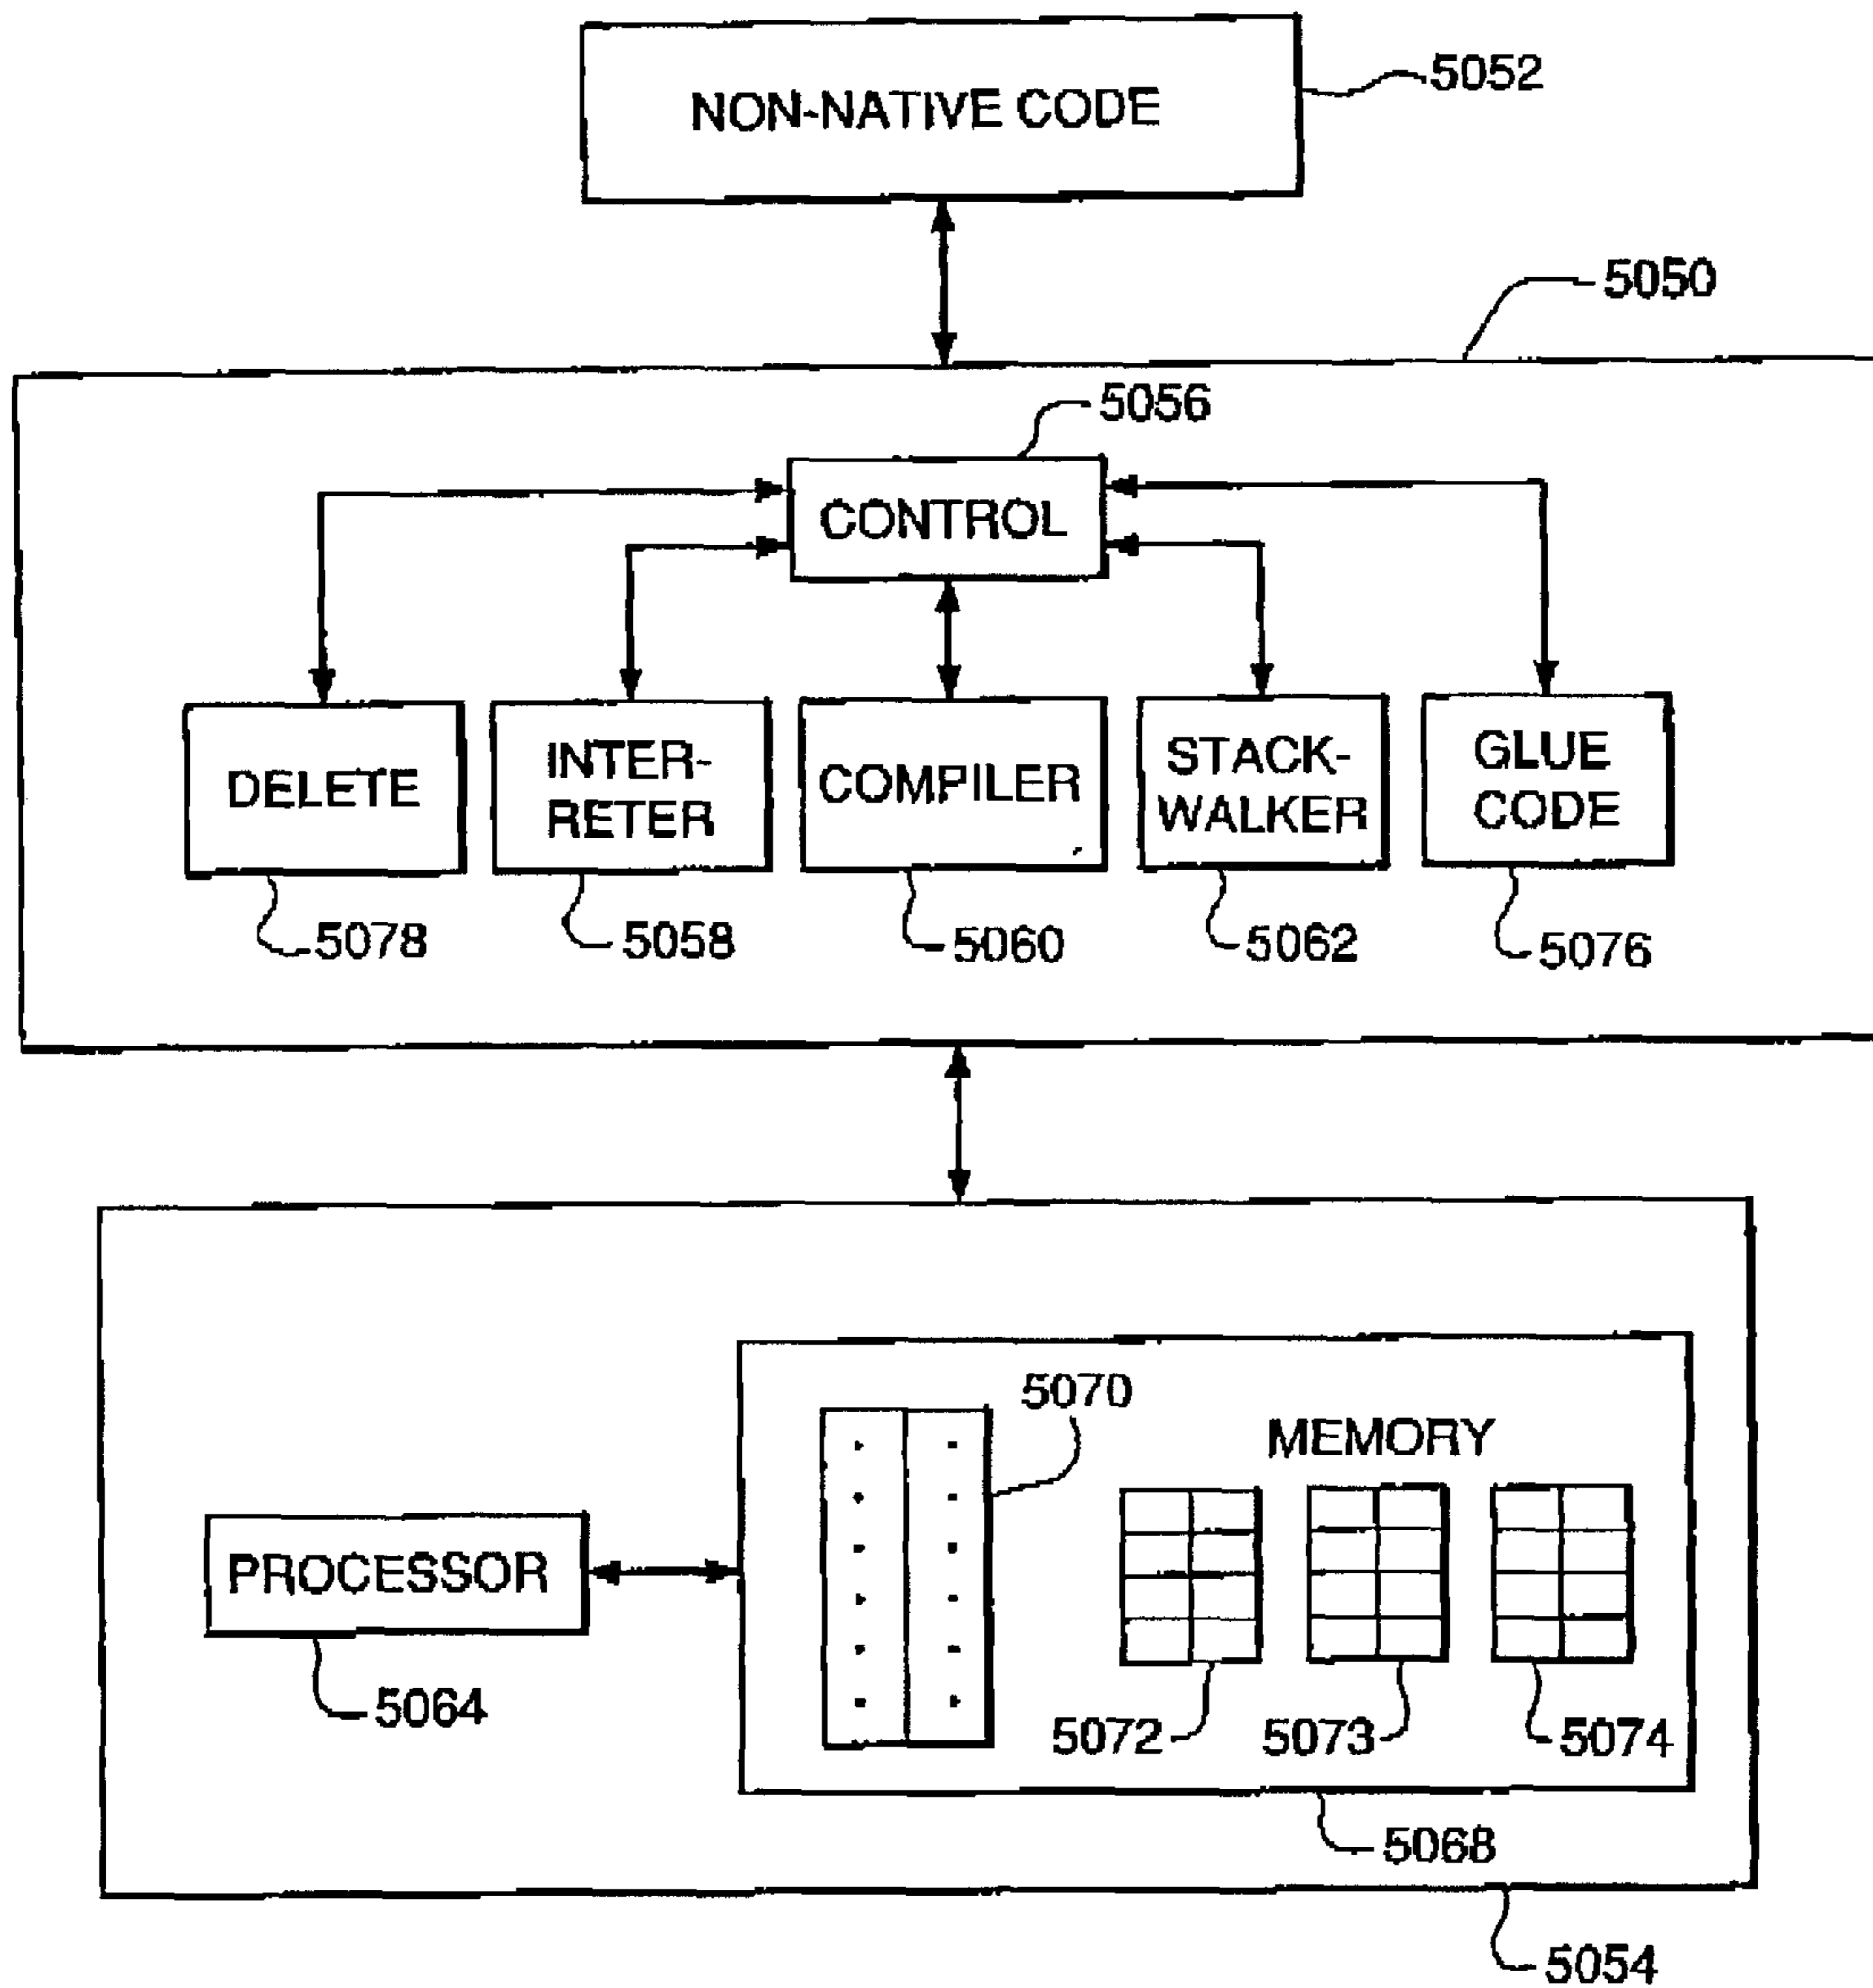 NON-NATIVE CODE
5052
5050
5056
CONTROL
DELETE
INTER-
RETER
COMPILER
STACK-
WALKER
GLUE
CODE
5078
5058
5060
5062
5076
5070
MEMORY
PROCESSOR
5064
5072
5073
5074
5068
5054